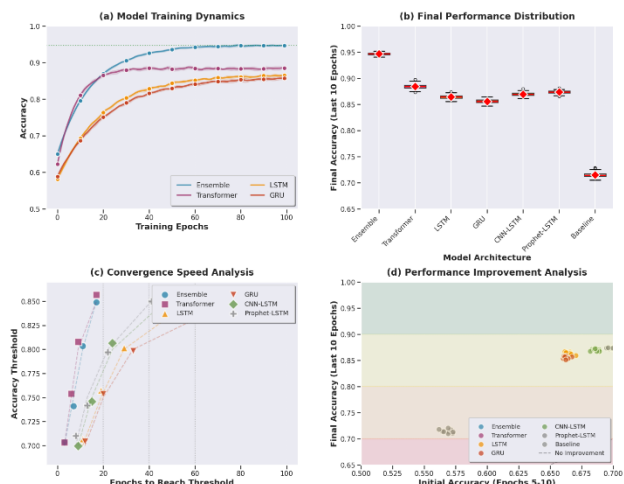 (a) Model Training Dynamics
1.0
0.9
0.8
0.7
0.6
0.5
Accuracy
0
20
40
60
80
100
Training Epochs
Ensemble
Transformer
LSTM
GRU
(b) Final Performance Distribution
1.00
0.95
0.90
0.85
0.80
0.75
0.70
0.65
Final Accuracy (Last 10 Epochs)
Ensemble
Transformer
LSTM
GRU
CNN-LSTM
Prophet-LSTM
Baseline
Model Architecture
(c) Convergence Speed Analysis
0.850
0.825
0.800
0.775
0.750
0.725
0.700
Accuracy Threshold
0
20
40
60
80
100
Epochs to Reach Threshold
Ensemble
Transformer
LSTM
GRU
CNN-LSTM
Prophet-LSTM
(d) Performance Improvement Analysis
1.00
0.95
0.90
0.85
0.80
0.75
0.70
0.65
Final Accuracy (Last 10 Epochs)
0.500
0.525
0.550
0.575
0.600
0.625
0.650
0.675
0.700
Initial Accuracy (Epochs 5-10)
Ensemble
Transformer
LSTM
GRU
CNN-LSTM
Prophet-LSTM
Baseline
No Improvement